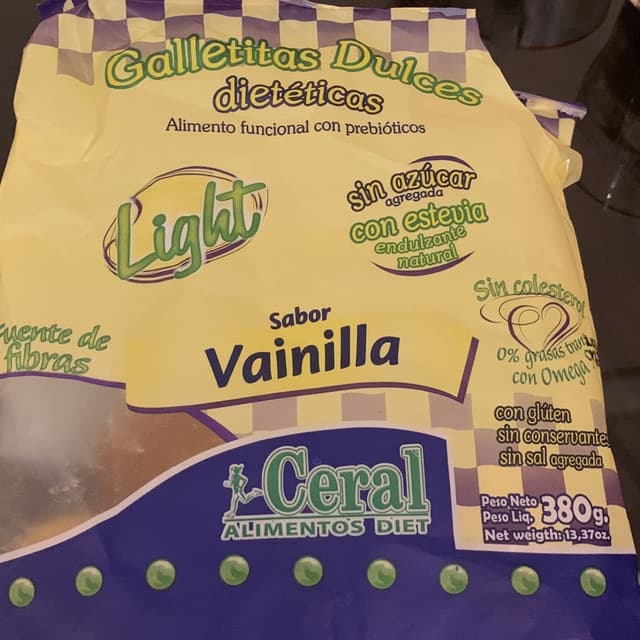 Galletitas Dulces
dietéticas
Alimento funcional con prebióticos
Light
sin azúcar
agregada
con estevia
endulzante
natural
Sin colesterol
0% grasas trans
con Omega
fuente de
fibras
Sabor
Vainilla
con glúten
sin conservantes
sin sal agregada
Ceral
ALIMENTOS DIET
Peso Neto
Peso Liq. 380g.
Net weigth: 13,37oz.